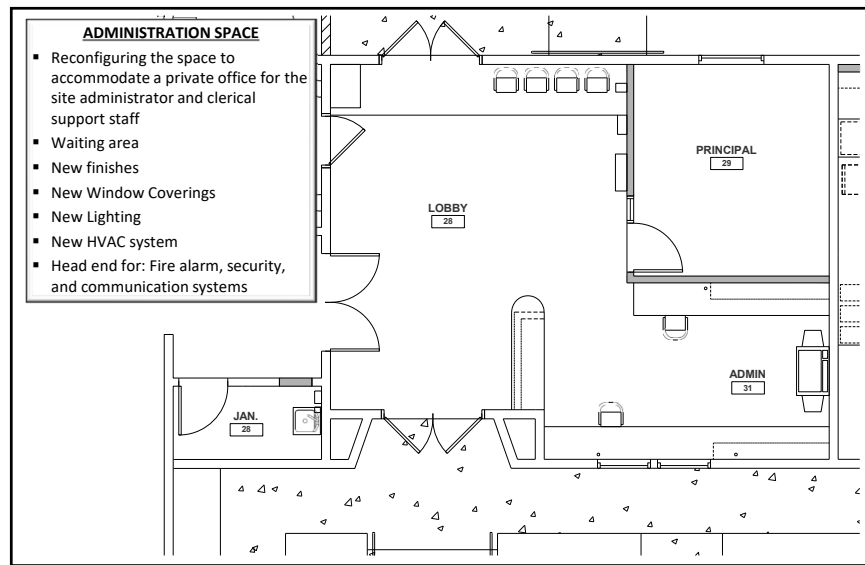 ADMINISTRATION SPACE
▪ Reconfiguring the space to
accommodate a private office for the
site administrator and clerical
support staff
▪ Waiting area
▪ New finishes
▪ New Window Coverings
▪ New Lighting
▪ New HVAC system
▪ Head end for: Fire alarm, security,
and communication systems
PRINCIPAL
29
LOBBY
28
ADMIN
31
JAN.
28